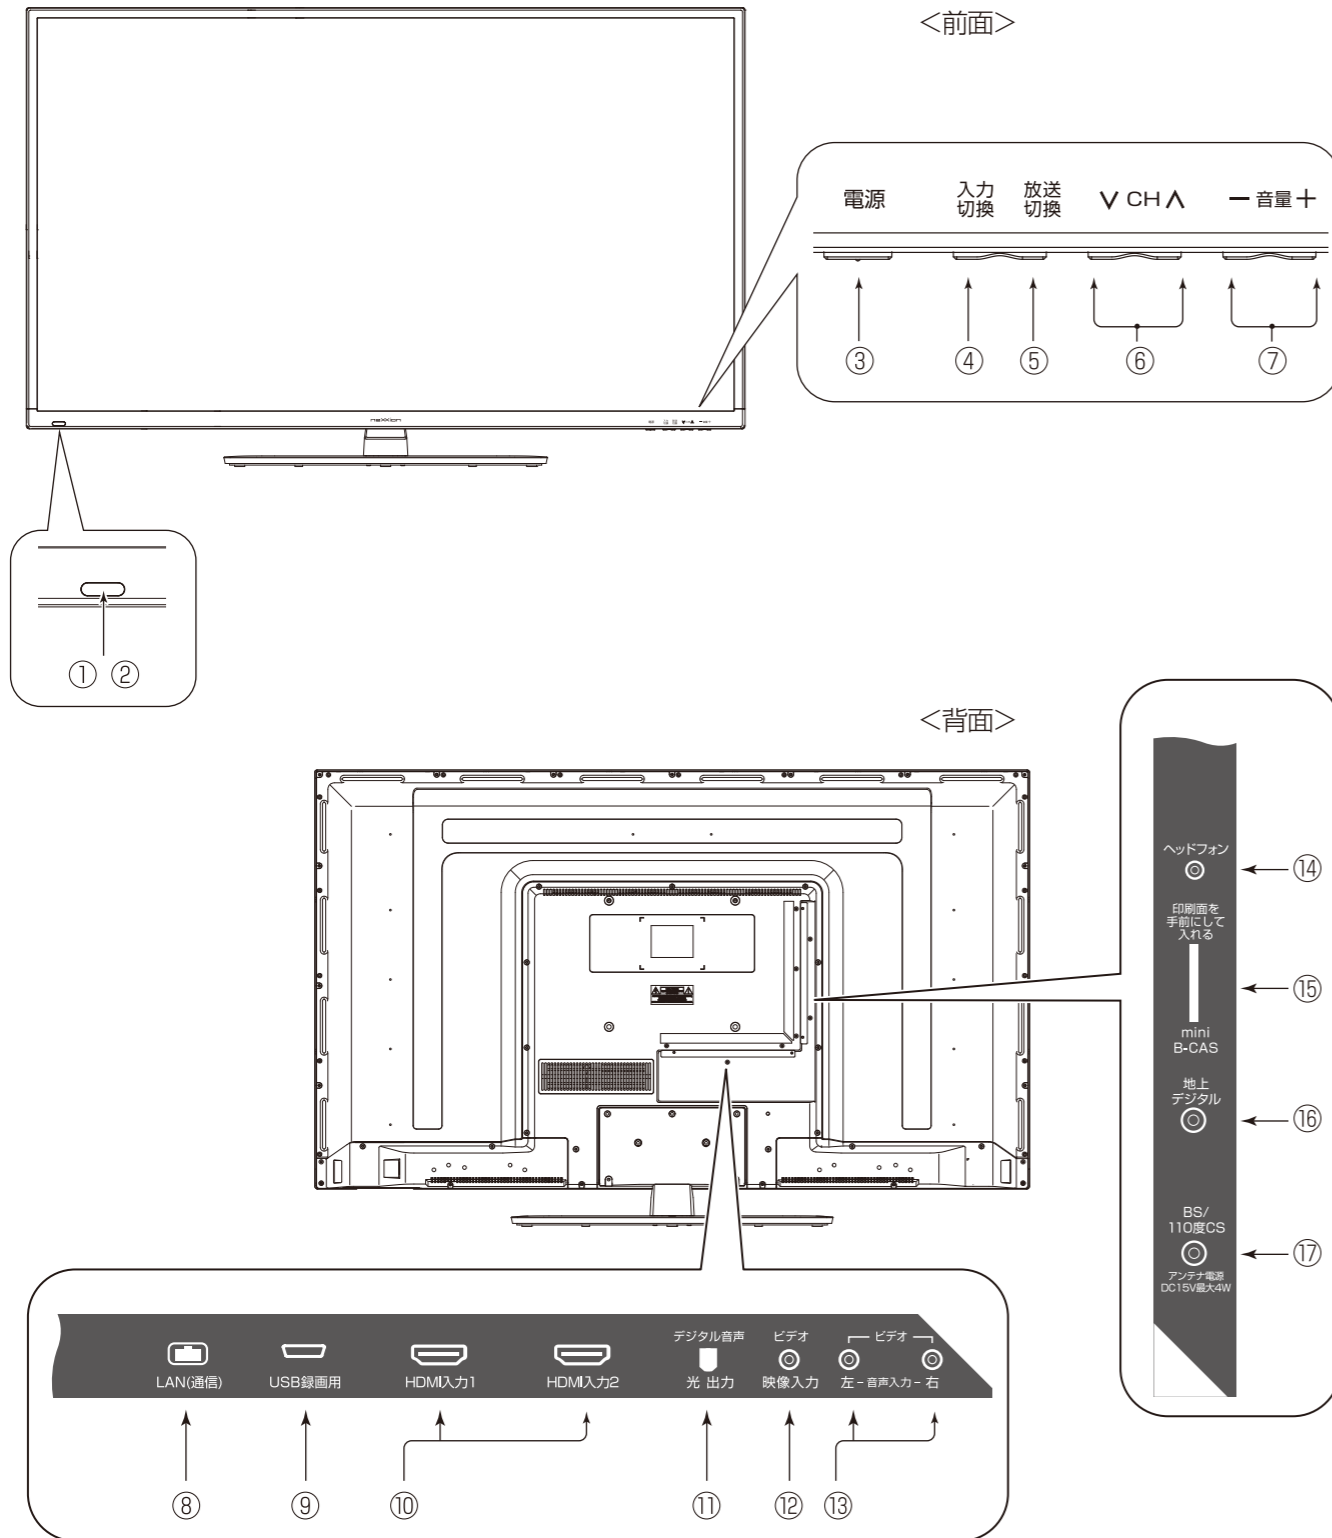 <前面>
電源
入力
切換
放送
切換
∨ CH ∧
ー 音量 +
③
④
⑤
⑥
⑦
nexxion
① ②
<背面>
ヘッドフォン
⑭
印刷面を
手前にして
入れる
⑮
mini
B-CAS
地上
デジタル
⑯
BS/
110度CS
⑰
アンテナ電源
DC15V最大4W
LAN(通信)
USB録画用
HDMI入力1
HDMI入力2
デジタル音声
光 出力
ビデオ
映像入力
ビデオ
左-音声入力-右
⑧
⑨
⑩
⑪
⑫
⑬